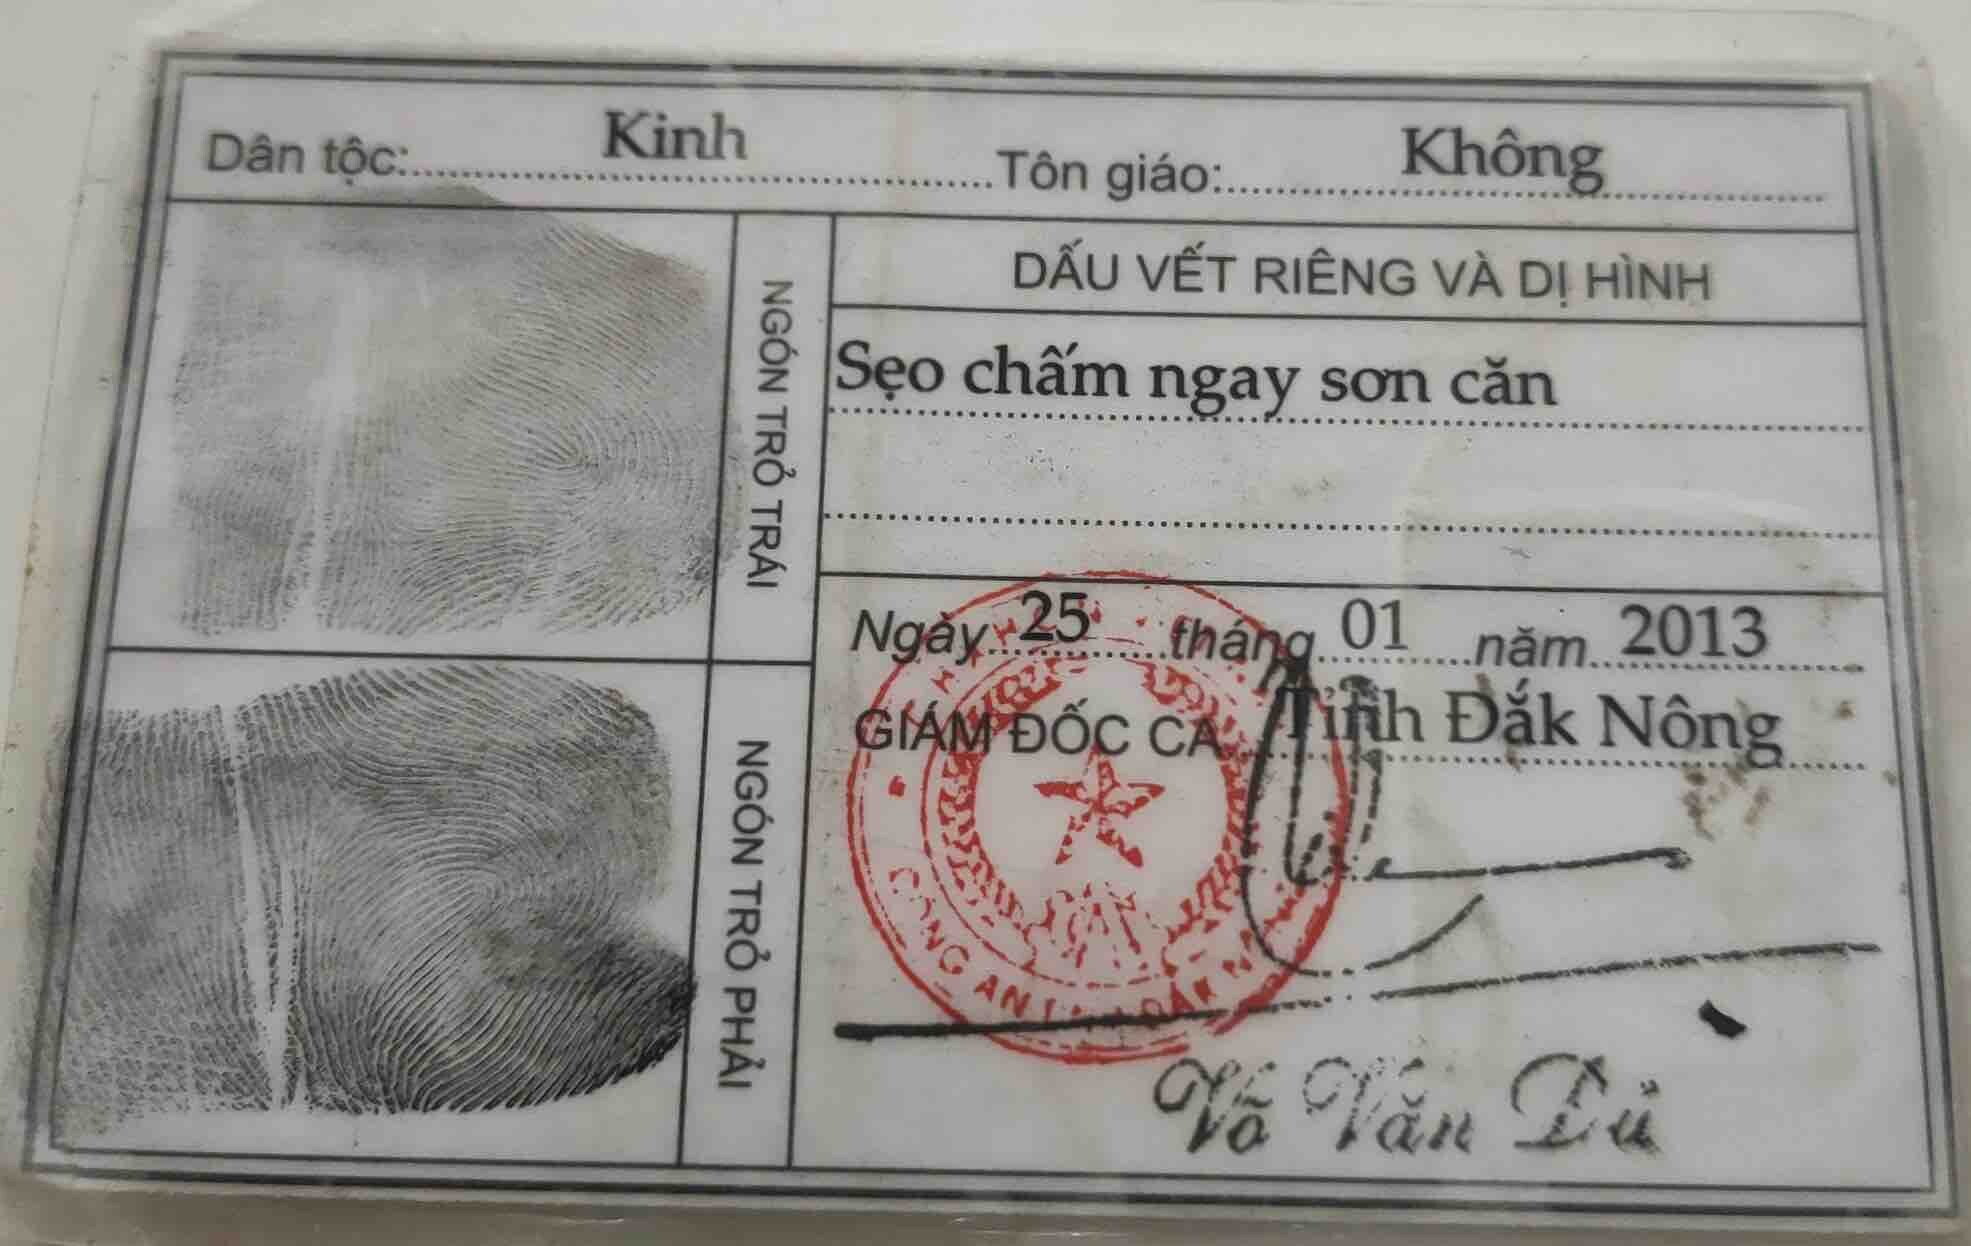 Dân tộc: Kinh Tôn giáo: Không
NGÓN TRỎ TRÁI
DẤU VẾT RIÊNG VÀ DỊ HÌNH
Sẹo chấm ngay sơn căn
NGÓN TRỎ PHẢI
Ngày 25 tháng 01 năm 2013
GIÁM ĐỐC CA Tỉnh Đắk Nông
CÔNG AN
Võ Văn Đủ